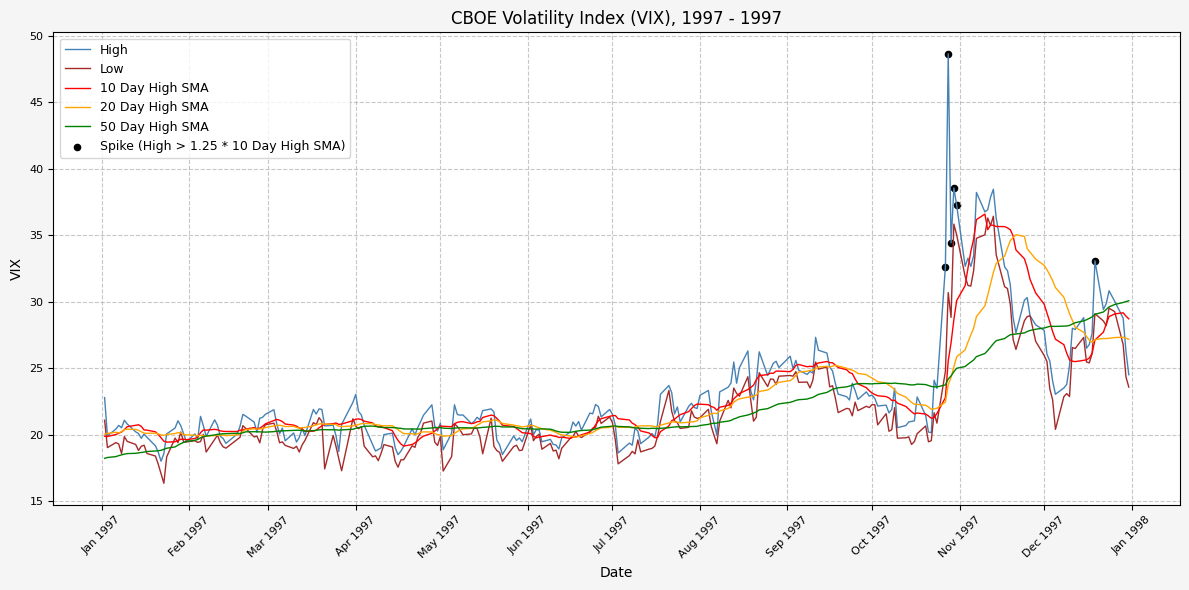 CBOE Volatility Index (VIX), 1997 - 1997
High
Low
10 Day High SMA
20 Day High SMA
50 Day High SMA
Spike (High > 1.25 * 10 Day High SMA)
VIX
50
45
40
35
30
25
20
15
Jan 1997
Feb 1997
Mar 1997
Apr 1997
May 1997
Jun 1997
Jul 1997
Aug 1997
Sep 1997
Oct 1997
Nov 1997
Dec 1997
Jan 1998
Date